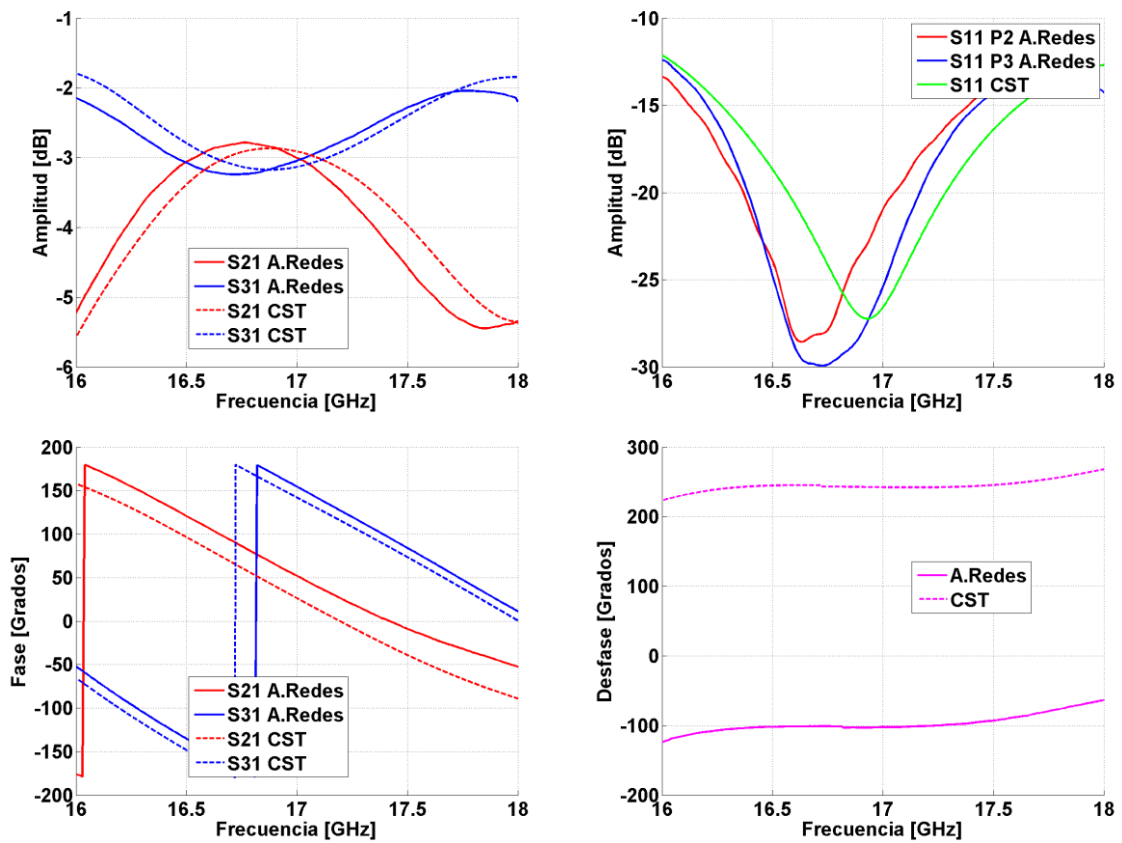 -1
-2
-3
-4
-5
-6
Amplitud [dB]
S21 A.Redes
S31 A.Redes
S21 CST
S31 CST
16
16.5
17
17.5
18
Frecuencia [GHz]
-10
-15
-20
-25
-30
Amplitud [dB]
S11 P2 A.Redes
S11 P3 A.Redes
S11 CST
16
16.5
17
17.5
18
Frecuencia [GHz]
200
150
100
50
0
-50
-100
-150
-200
Fase [Grados]
S21 A.Redes
S31 A.Redes
S21 CST
S31 CST
16
16.5
17
17.5
18
Frecuencia [GHz]
300
200
100
0
-100
-200
Desfase [Grados]
A.Redes
CST
16
16.5
17
17.5
18
Frecuencia [GHz]